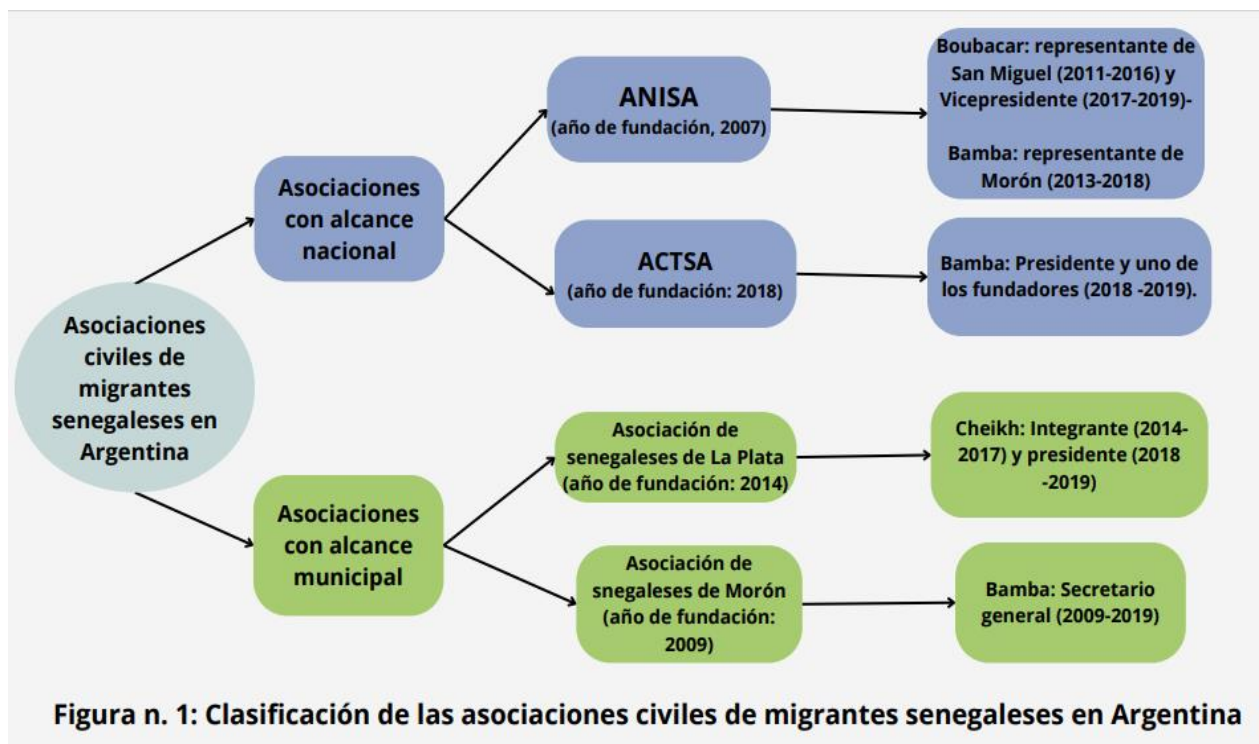 Asociaciones
civiles de
migrantes
senegaleses en
Argentina
Asociaciones
con alcance
nacional
ANISA
(año de fundación, 2007)
Boubacar: representante de
San Miguel (2011-2016) y
Vicepresidente (2017-2019)-
Bamba: representante de
Morón (2013-2018)
ACTSA
(año de fundación: 2018)
Bamba: Presidente y uno de
los fundadores (2018 -2019).
Asociaciones
con alcance
municipal
Asociación de
senegaleses de La Plata
(año de fundación: 2014)
Cheikh: Integrante (2014-
2017) y presidente (2018
-2019)
Asociación de
snegaleses de Morón
(año de fundación:
2009)
Bamba: Secretario
general (2009-2019)
Figura n. 1: Clasificación de las asociaciones civiles de migrantes senegaleses en Argentina